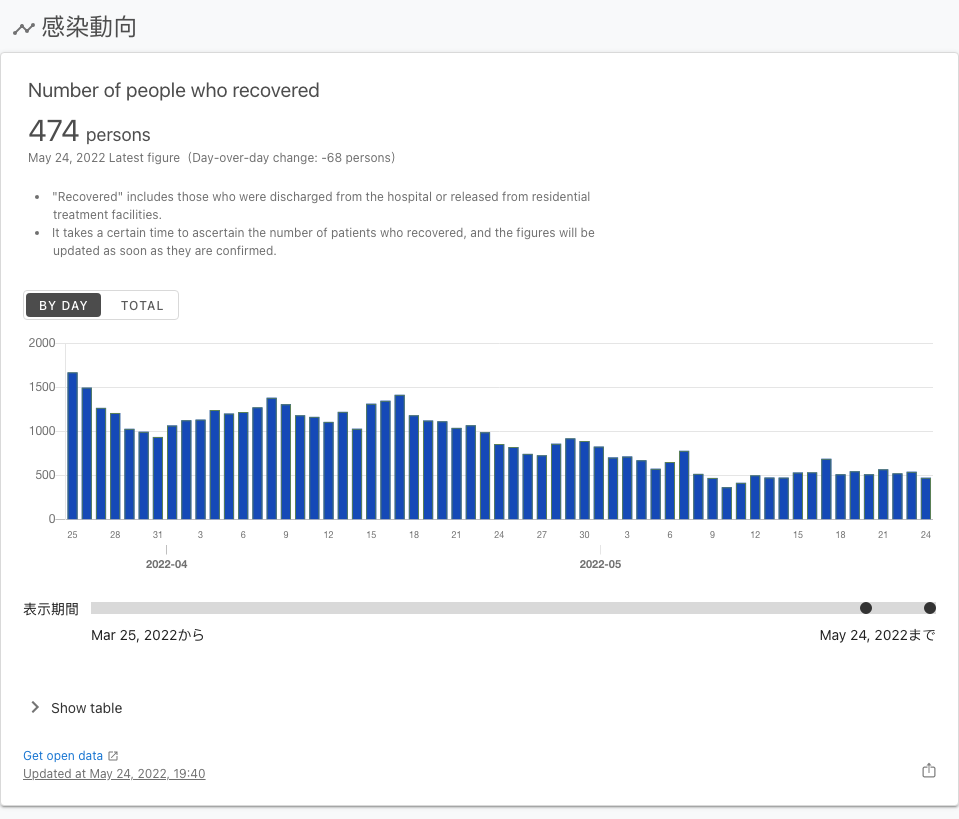 感染動向
Number of people who recovered
474 persons
May 24, 2022 Latest figure (Day-over-day change: -68 persons)
"Recovered" includes those who were discharged from the hospital or released from residential
treatment facilities.
It takes a certain time to ascertain the number of patients who recovered, and the figures will be
updated as soon as they are confirmed.
BY DAY TOTAL
2000
1500
1000
500
0
25 28 31 3 6 9 12 15 18 21 24 27 30 3 6 9 12 15 18 21 24
2022-04 2022-05
表示期間
Mar 25, 2022から May 24, 2022まで
Show table
Get open data
Updated at May 24, 2022, 19:40